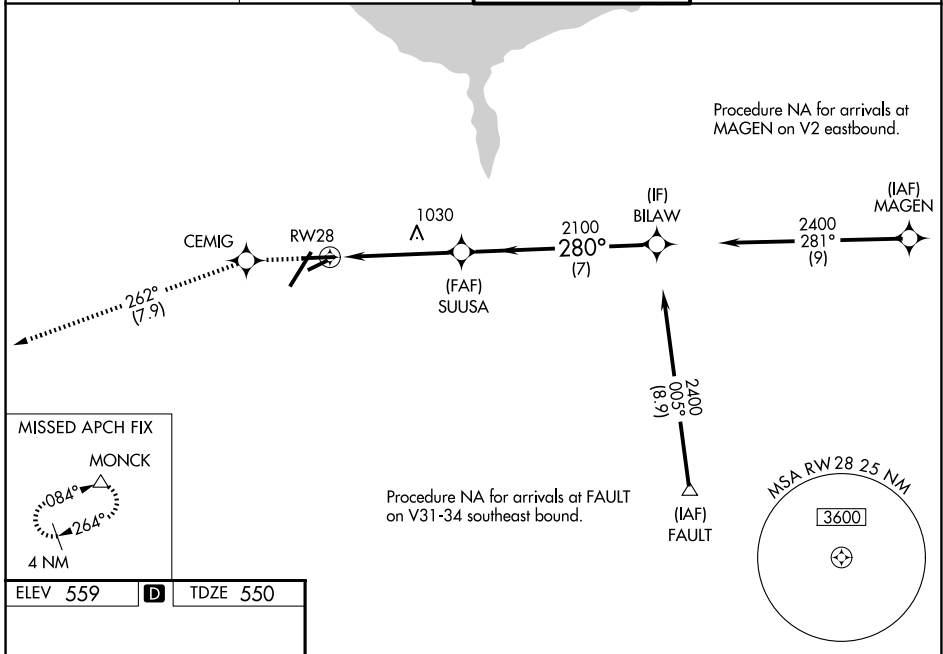 Procedure NA for arrivals at
MAGEN on V2 eastbound.
(IAF)
MAGEN
2400
281°
(9)
(IF)
BILAW
2100
280°
(7)
1030
(FAF)
SUUSA
RW28
CEMIG
262°
(7.9)
2400
005°
(8.9)
(IAF)
FAULT
Procedure NA for arrivals at FAULT
on V31-34 southeast bound.
MISSED APCH FIX
MONCK
084°
264°
4 NM
MSA RW 28 25 NM
3600
ELEV 559 D TDZE 550